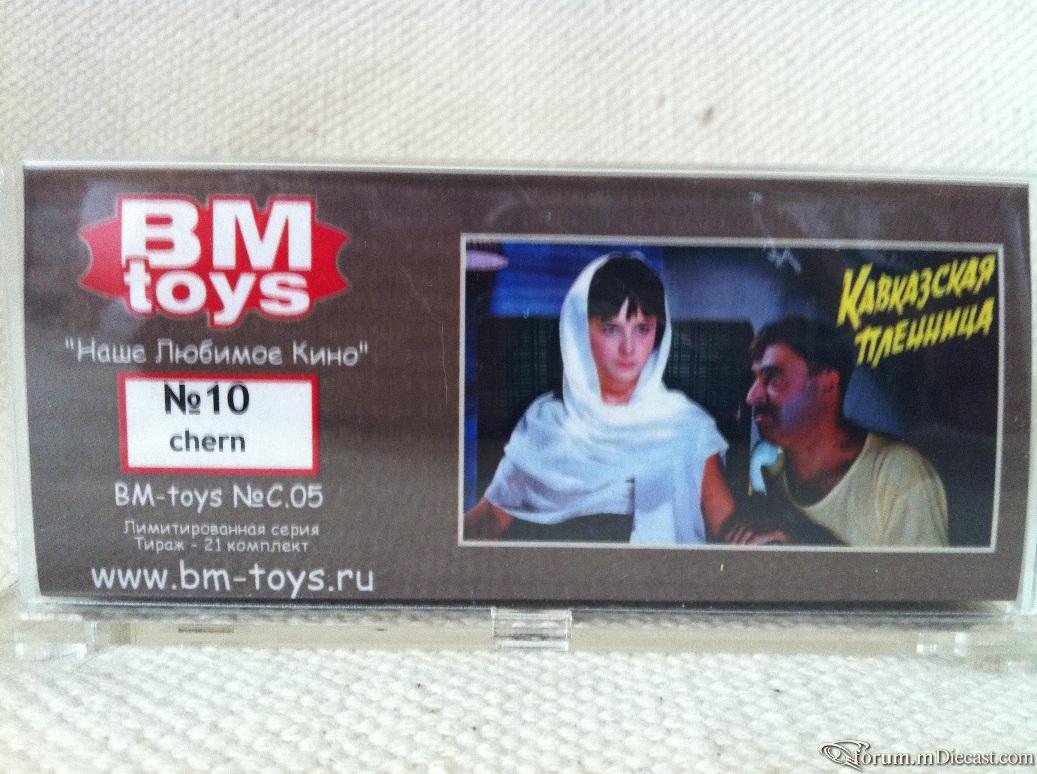 BM
toys
"Наше Любимое Кино"
№10
chern
BM-toys №С.05
Лимитированная серия
Тираж - 21 комплект
www.bm-toys.ru
КАВКАЗСКАЯ
ПЛЕННИЦА
forum.mDiecast.com